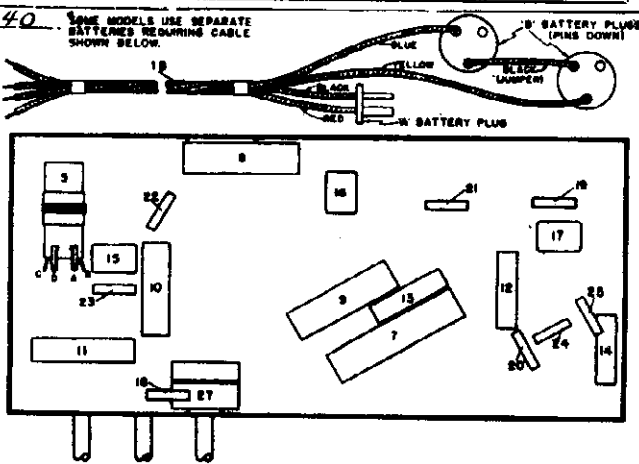 40
SOME MODELS USE SEPARATE
BATTERIES REQUIRING CABLE
SHOWN BELOW.
"B" BATTERY PLUGS
(PINS DOWN)
BLUE
18
YELLOW
BLACK
(JUMPER)
BLACK
RED
"A" BATTERY PLUG
8
5
22
16
21
19
17
15
10
C D A B
23
9
13
12
25
7
11
24
20
14
18
27